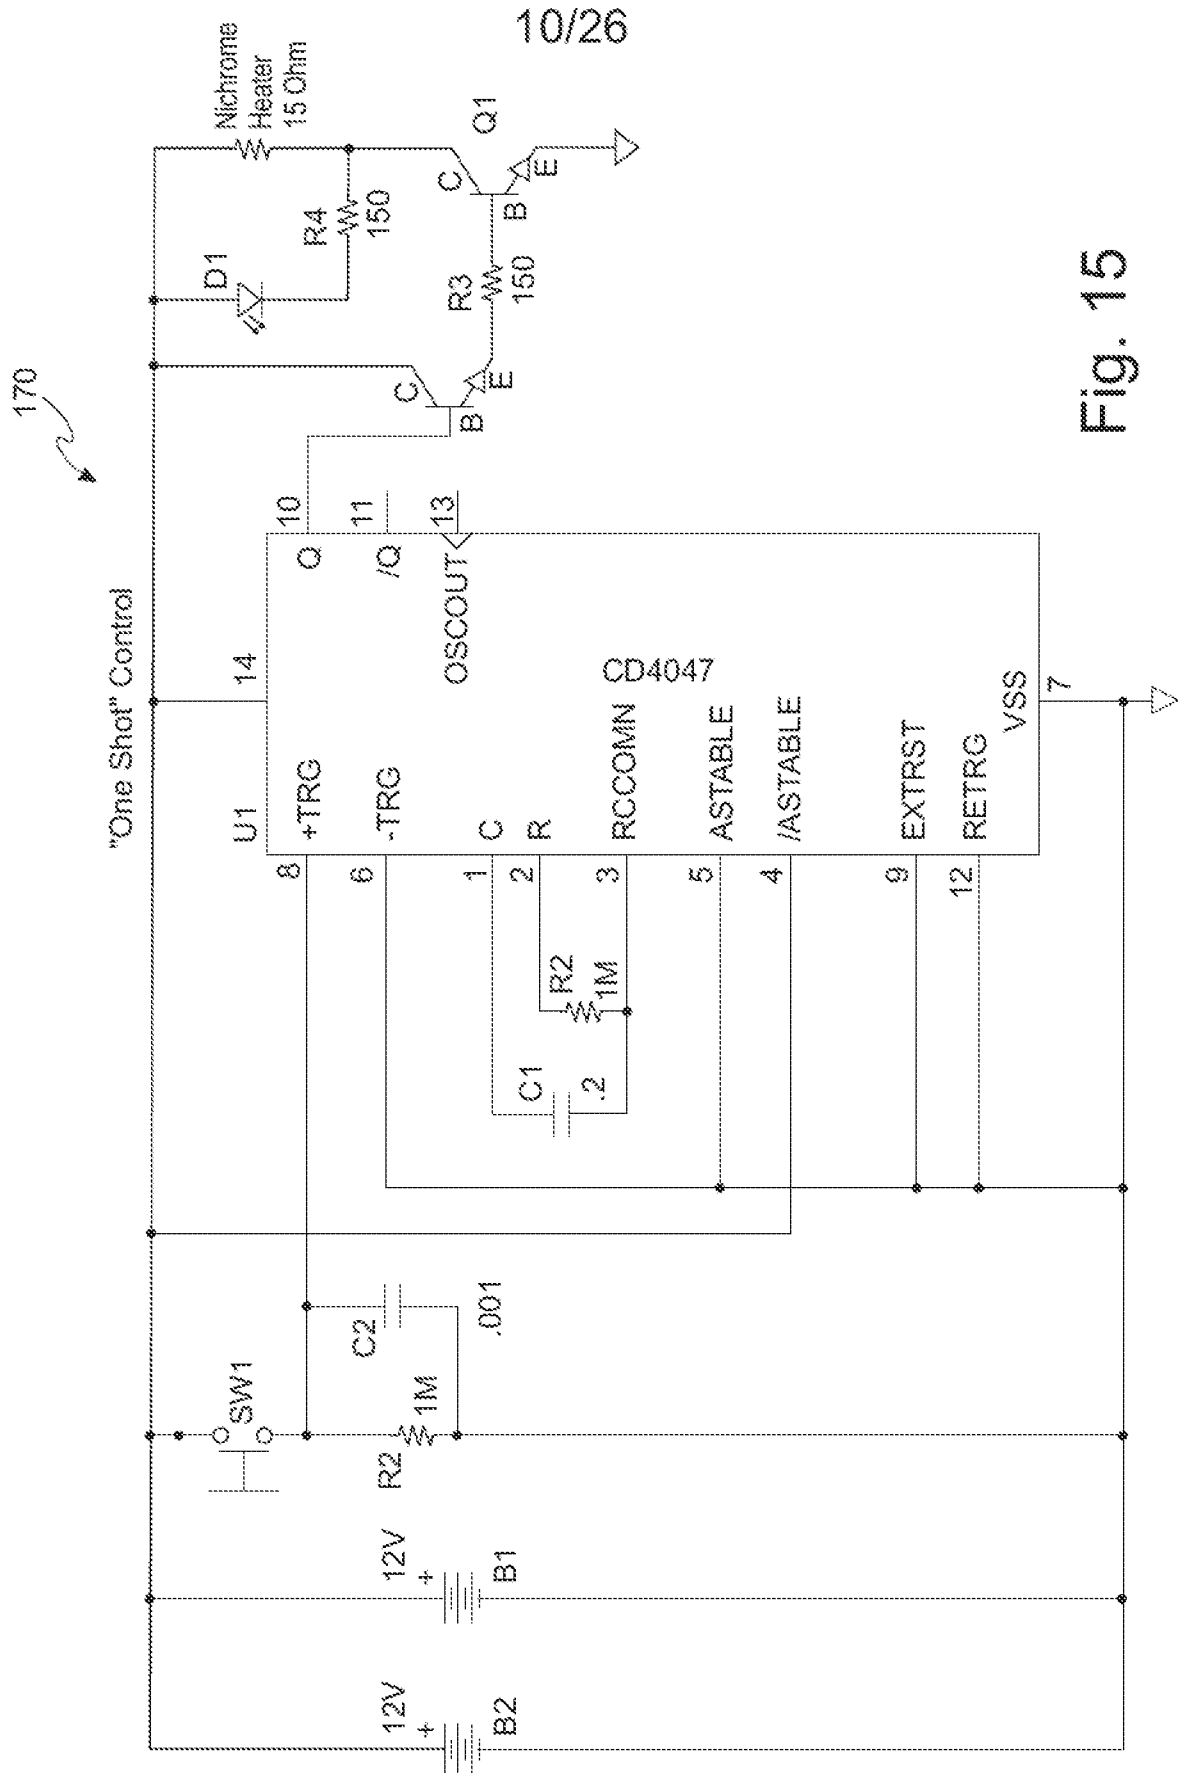 10/26
170
"One Shot" Control
12V
+
B2
12V
+
B1
SW1
R2
1M
C2
.001
C1
.2
R2
1M
U1
14
8
+TRG
6
-TRG
1
C
2
R
3
RCCOMN
5
ASTABLE
4
/ASTABLE
9
EXTRST
12
RETRG
CD4047
VSS
7
Q
10
/Q
11
OSCOUT
13
C
B
E
D1
R4
150
R3
150
Nichrome
Heater
15 Ohm
C
B
E
Q1
Fig. 15